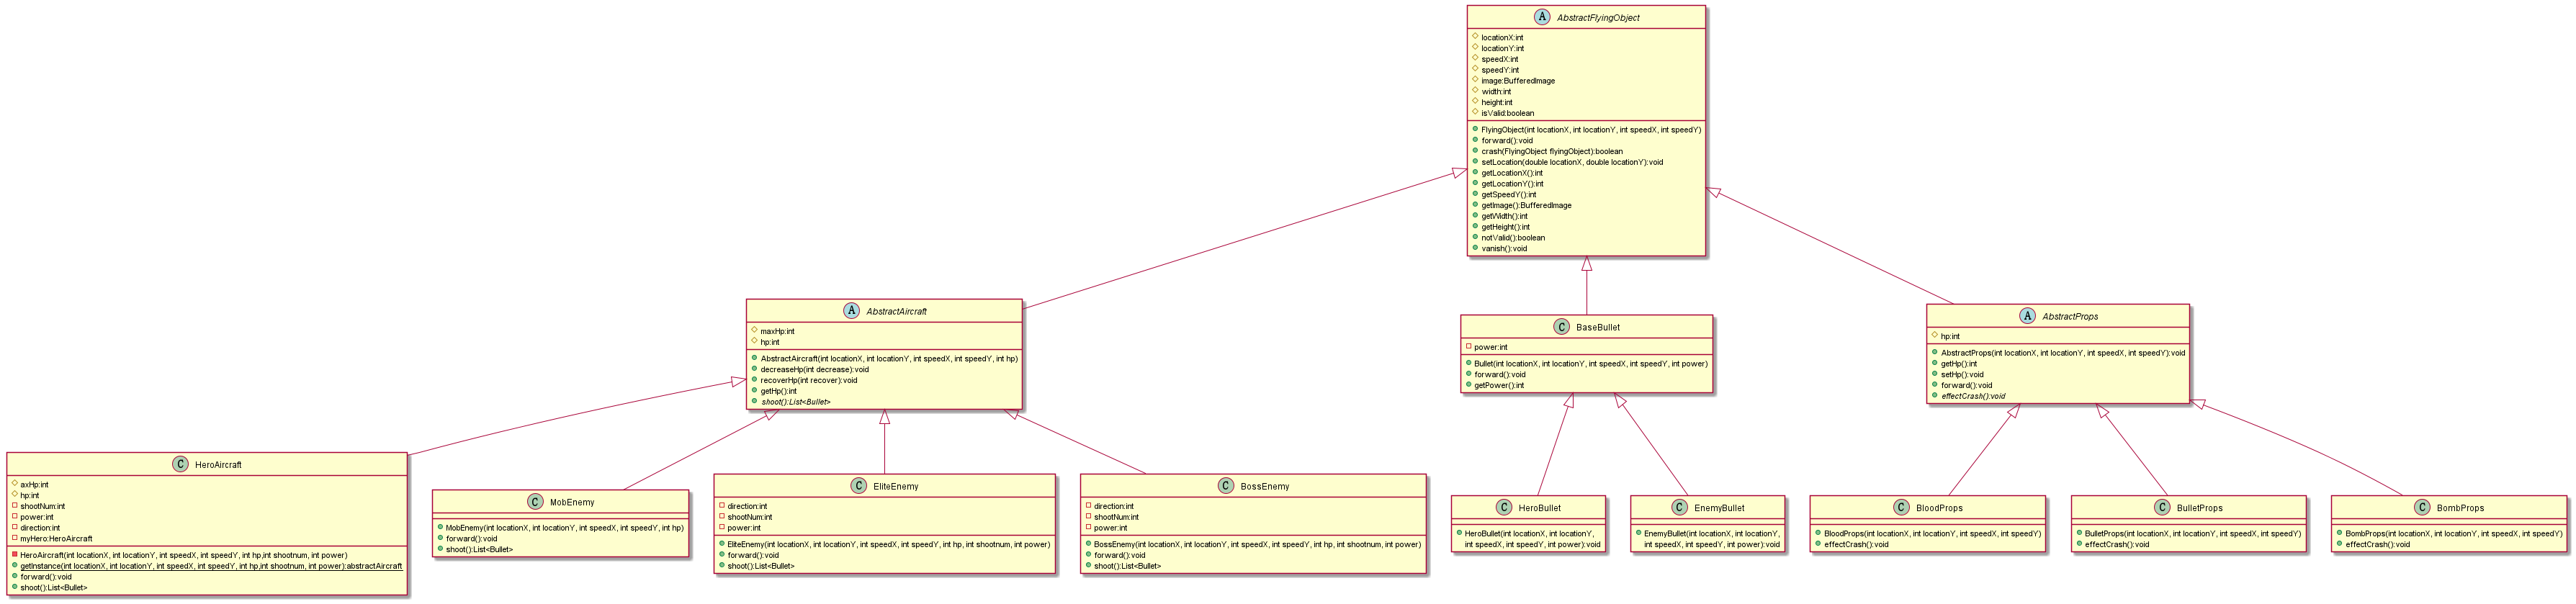 A AbstractFlyingObject
locationX:int
locationY:int
speedX:int
speedY:int
image:BufferedImage
width:int
height:int
isValid:boolean
FlyingObject(int locationX, int locationY, int speedX, int speedY)
forward():void
crash(FlyingObject flyingObject):boolean
setLocation(double locationX, double locationY):void
getLocationX():int
getLocationY():int
getSpeedY():int
getImage():BufferedImage
getWidth():int
getHeight():int
notValid():boolean
vanish():void
A AbstractAircraft
maxHp:int
hp:int
AbstractAircraft(int locationX, int locationY, int speedX, int speedY, int hp)
decreaseHp(int decrease):void
recoverHp(int recover):void
getHp():int
shoot():List<Bullet>
C BaseBullet
power:int
Bullet(int locationX, int locationY, int speedX, int speedY, int power)
forward():void
getPower():int
A AbstractProps
hp:int
AbstractProps(int locationX, int locationY, int speedX, int speedY):void
getHp():int
setHp():void
forward():void
effectCrash():void
C HeroAircraft
axHp:int
hp:int
shootNum:int
power:int
direction:int
myHero:HeroAircraft
HeroAircraft(int locationX, int locationY, int speedX, int speedY, int hp,int shootnum, int power)
getInstance(int locationX, int locationY, int speedX, int speedY, int hp,int shootnum, int power):abstractAircraft
forward():void
shoot():List<Bullet>
C MobEnemy
MobEnemy(int locationX, int locationY, int speedX, int speedY, int hp)
forward():void
shoot():List<Bullet>
C EliteEnemy
direction:int
shootNum:int
power:int
EliteEnemy(int locationX, int locationY, int speedX, int speedY, int hp, int shootnum, int power)
forward():void
shoot():List<Bullet>
C BossEnemy
direction:int
shootNum:int
power:int
BossEnemy(int locationX, int locationY, int speedX, int speedY, int hp, int shootnum, int power)
forward():void
shoot():List<Bullet>
C HeroBullet
HeroBullet(int locationX, int locationY,
int speedX, int speedY, int power):void
C EnemyBullet
EnemyBullet(int locationX, int locationY,
int speedX, int speedY, int power):void
C BloodProps
BloodProps(int locationX, int locationY, int speedX, int speedY)
effectCrash():void
C BulletProps
BulletProps(int locationX, int locationY, int speedX, int speedY)
effectCrash():void
C BombProps
BombProps(int locationX, int locationY, int speedX, int speedY)
effectCrash():void